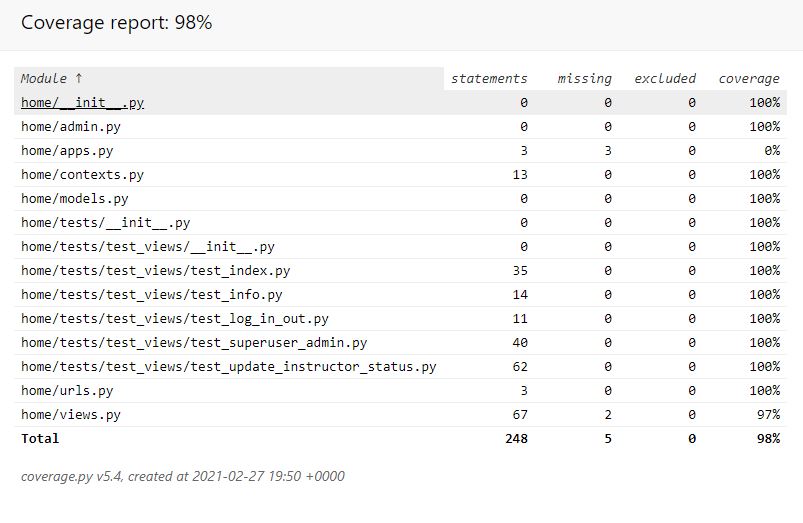 Coverage report: 98%
Module ↑ statements missing excluded coverage
home/__init__.py 0 0 0 100%
home/admin.py 0 0 0 100%
home/apps.py 3 3 0 0%
home/contexts.py 13 0 0 100%
home/models.py 0 0 0 100%
home/tests/__init__.py 0 0 0 100%
home/tests/test_views/__init__.py 0 0 0 100%
home/tests/test_views/test_index.py 35 0 0 100%
home/tests/test_views/test_info.py 14 0 0 100%
home/tests/test_views/test_log_in_out.py 11 0 0 100%
home/tests/test_views/test_superuser_admin.py 40 0 0 100%
home/tests/test_views/test_update_instructor_status.py 62 0 0 100%
home/urls.py 3 0 0 100%
home/views.py 67 2 0 97%
Total 248 5 0 98%
coverage.py v5.4, created at 2021-02-27 19:50 +0000